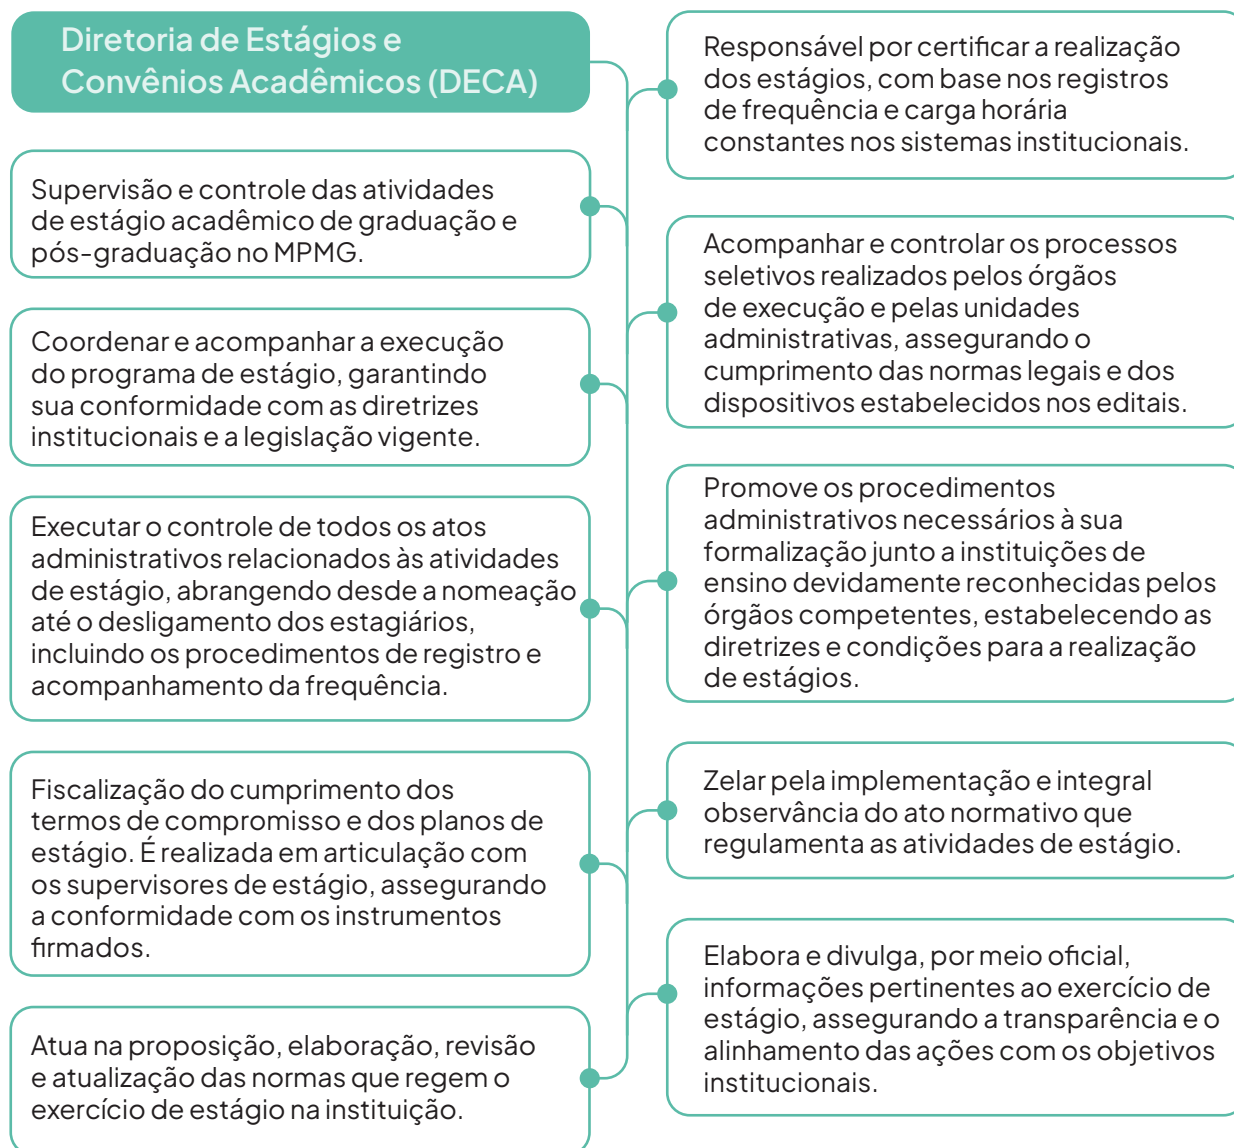 Diretoria de Estágios e
Convênios Acadêmicos (DECA)
Supervisão e controle das atividades
de estágio acadêmico de graduação e
pós-graduação no MPMG.
Coordenar e acompanhar a execução
do programa de estágio, garantindo
sua conformidade com as diretrizes
institucionais e a legislação vigente.
Executar o controle de todos os atos
administrativos relacionados às atividades
de estágio, abrangendo desde a nomeação
até o desligamento dos estagiários,
incluindo os procedimentos de registro e
acompanhamento da frequência.
Fiscalização do cumprimento dos
termos de compromisso e dos planos de
estágio. É realizada em articulação com
os supervisores de estágio, assegurando
a conformidade com os instrumentos
firmados.
Atua na proposição, elaboração, revisão
e atualização das normas que regem o
exercício de estágio na instituição.
Responsável por certificar a realização
dos estágios, com base nos registros
de frequência e carga horária
constantes nos sistemas institucionais.
Acompanhar e controlar os processos
seletivos realizados pelos órgãos
de execução e pelas unidades
administrativas, assegurando o
cumprimento das normas legais e dos
dispositivos estabelecidos nos editais.
Promove os procedimentos
administrativos necessários à sua
formalização junto a instituições de
ensino devidamente reconhecidas pelos
órgãos competentes, estabelecendo as
diretrizes e condições para a realização
de estágios.
Zelar pela implementação e integral
observância do ato normativo que
regulamenta as atividades de estágio.
Elabora e divulga, por meio oficial,
informações pertinentes ao exercício de
estágio, assegurando a transparência e o
alinhamento das ações com os objetivos
institucionais.